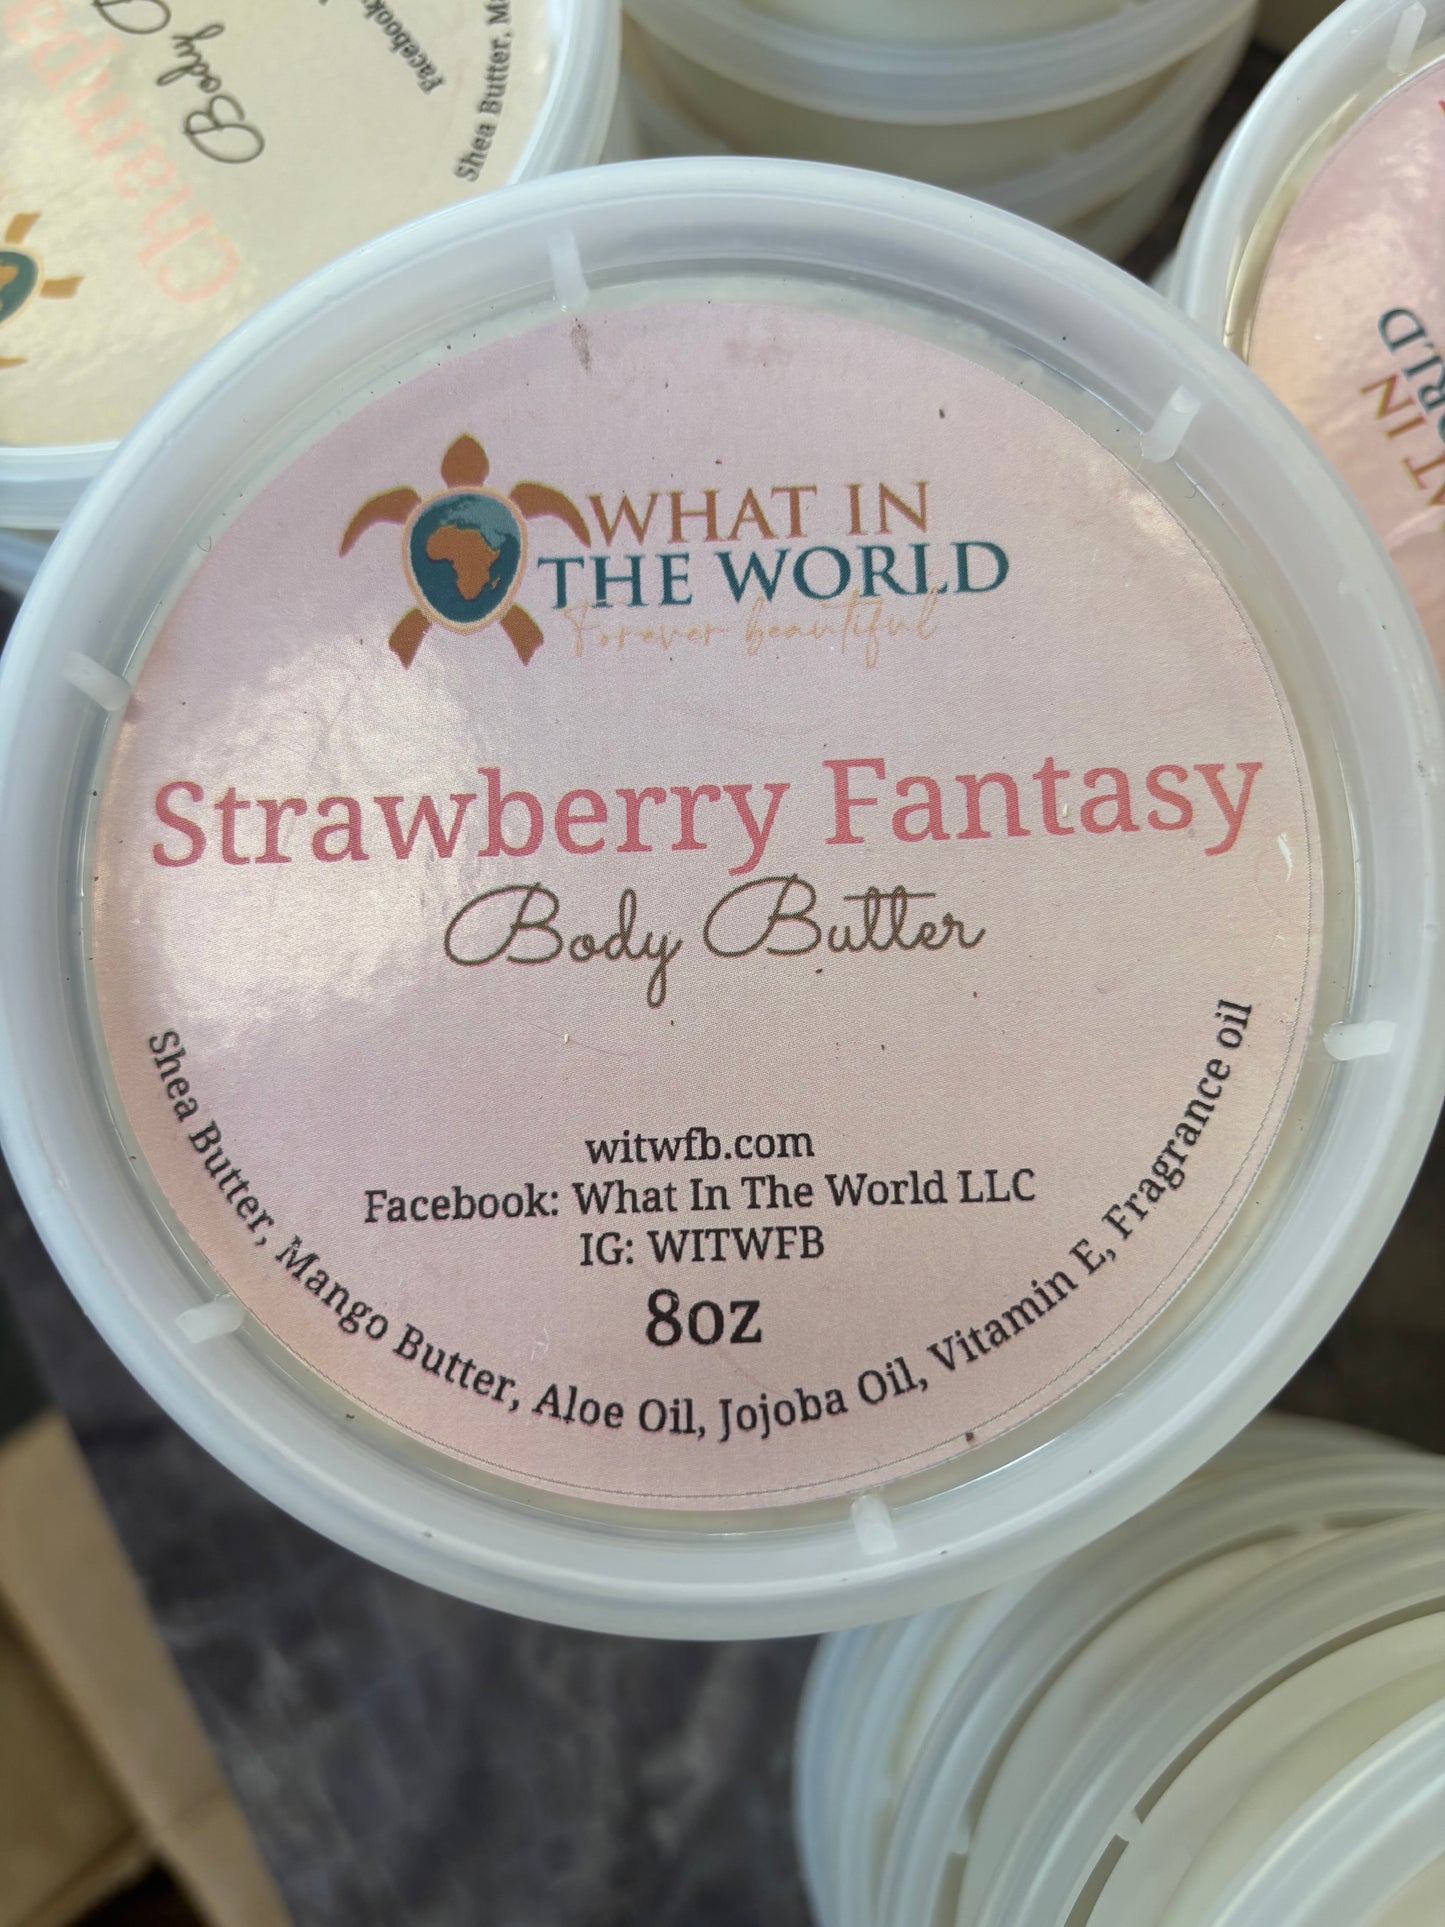 Champa
Body
Facebook
Shea Butter, M
WHAT IN
THE WORLD
Forever beautiful
Strawberry Fantasy
Body Butter
witwfb.com
Facebook: What In The World LLC
IG: WITWFB
8oz
Shea Butter, Mango Butter, Aloe Oil, Jojoba Oil, Vitamin E, Fragrance oil
AT IN
ORLD